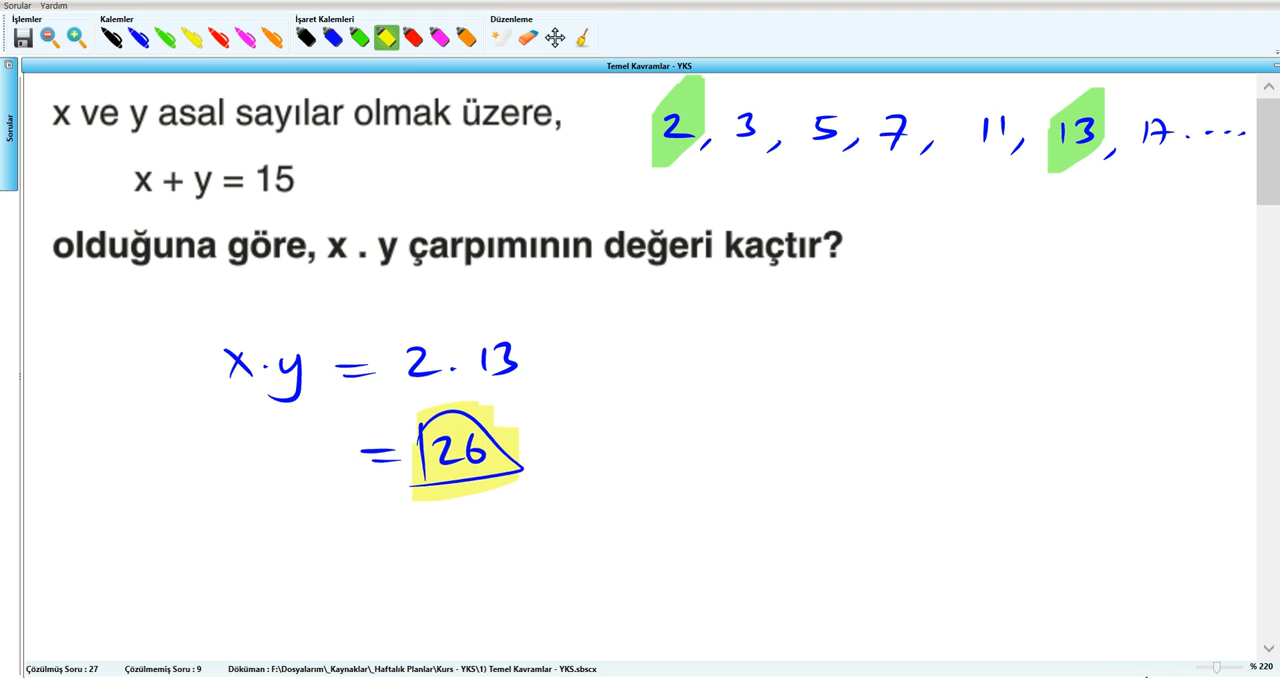 Sorular Yardım
İşlemler Kalemler İşaret Kalemleri Düzenleme
Temel Kavramlar - YKS
Sorular
x ve y asal sayılar olmak üzere,
2, 3, 5, 7, 11, 13, 17....
x + y = 15
olduğuna göre, x . y çarpımının değeri kaçtır?
x.y = 2.13
= 26
Çözülmüş Soru : 27 Çözülmemiş Soru : 9 Döküman : F:\Dosyalarım\_Kaynaklar\_Haftalık Planlar\Kurs - YKS\1) Temel Kavramlar - YKS.sbscx % 220